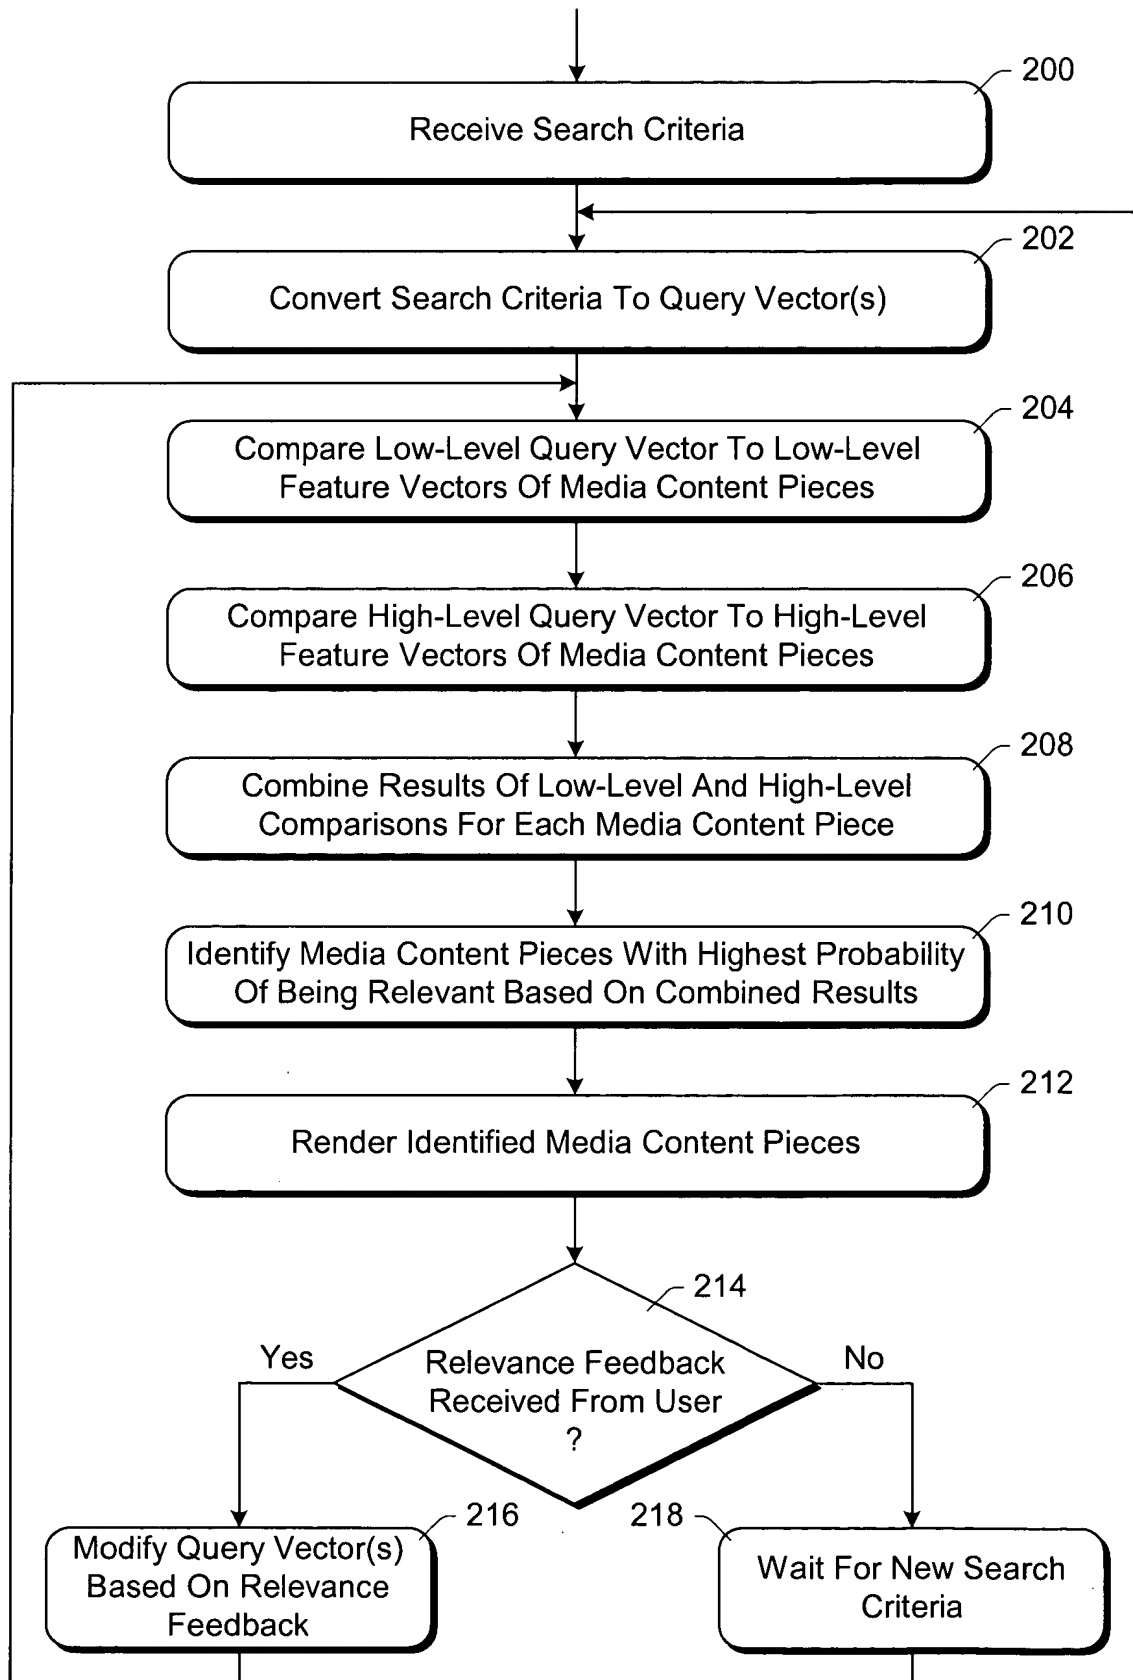 200
Receive Search Criteria
202
Convert Search Criteria To Query Vector(s)
204
Compare Low-Level Query Vector To Low-Level
Feature Vectors Of Media Content Pieces
206
Compare High-Level Query Vector To High-Level
Feature Vectors Of Media Content Pieces
208
Combine Results Of Low-Level And High-Level
Comparisons For Each Media Content Piece
210
Identify Media Content Pieces With Highest Probability
Of Being Relevant Based On Combined Results
212
Render Identified Media Content Pieces
214
Yes
Relevance Feedback
Received From User
?
No
216
Modify Query Vector(s)
Based On Relevance
Feedback
218
Wait For New Search
Criteria